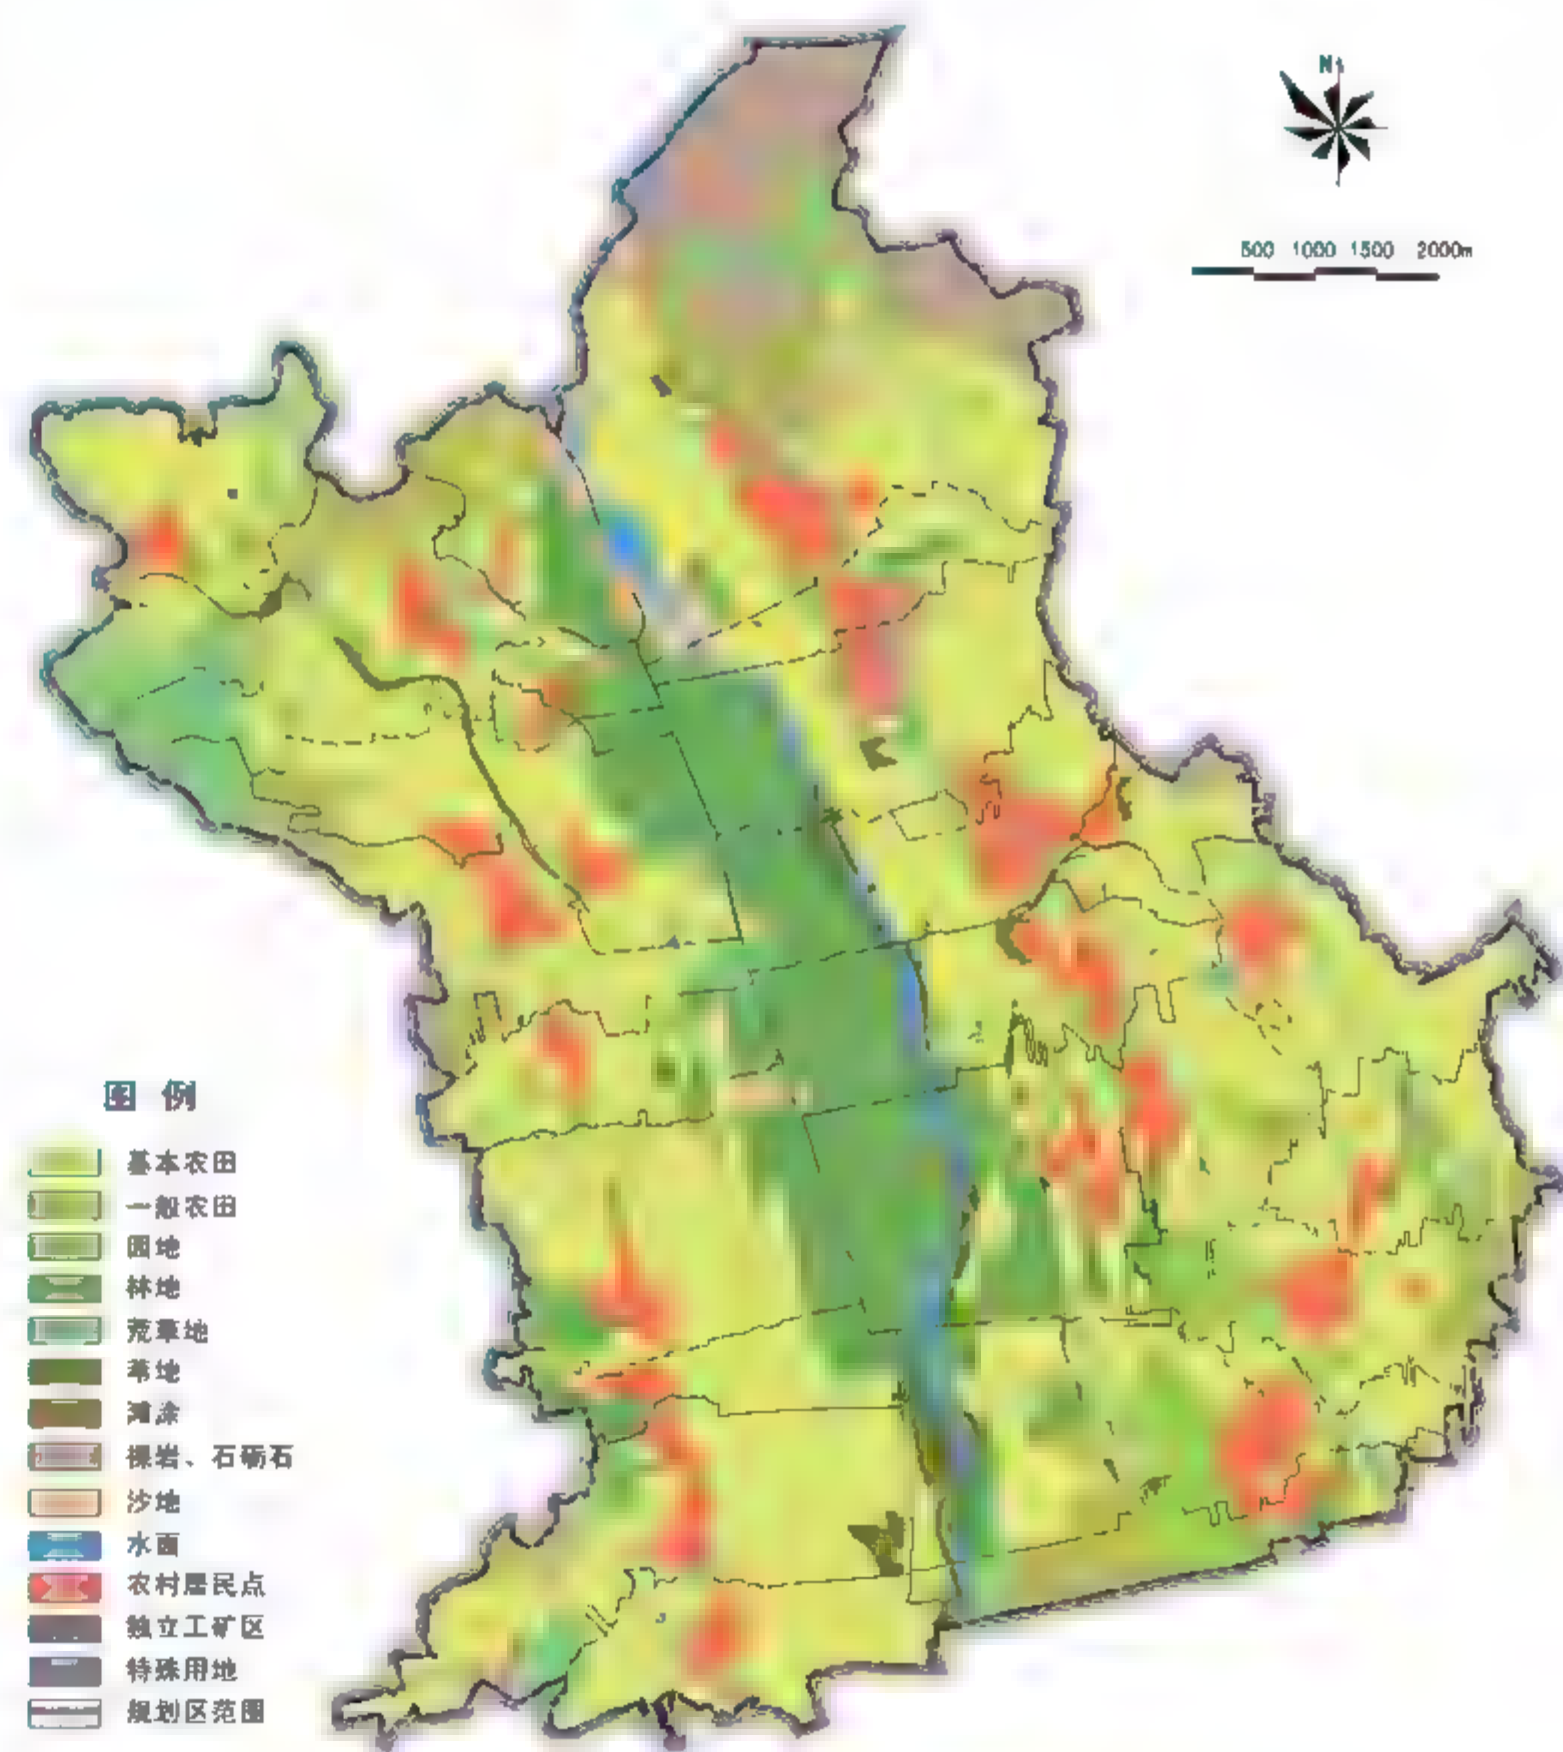 N
500 1000 1500 2000m
图 例
基本农田
一般农田
园地
林地
荒草地
苇地
滩涂
裸岩、石砾石
沙地
水面
农村居民点
独立工矿区
特殊用地
规划区范围